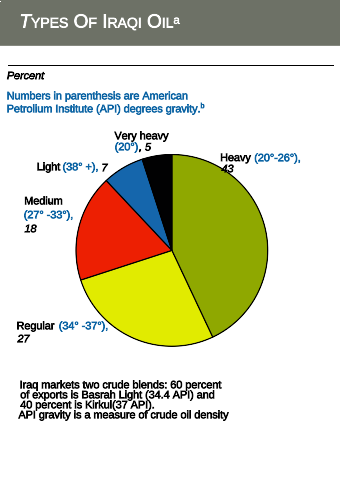 TYPES OF IRAQI OILª
Percent
Numbers in parenthesis are American
Petrolium Institute (API) degrees gravity.ᵇ
Very heavy
(20°), 5
Heavy (20°-26°),
43
Light (38° +), 7
Medium
(27° -33°),
18
Regular (34° -37°),
27
Iraq markets two crude blends: 60 percent
of exports is Basrah Light (34.4 API) and
40 percent is Kirkul(37 API).
API gravity is a measure of crude oil density